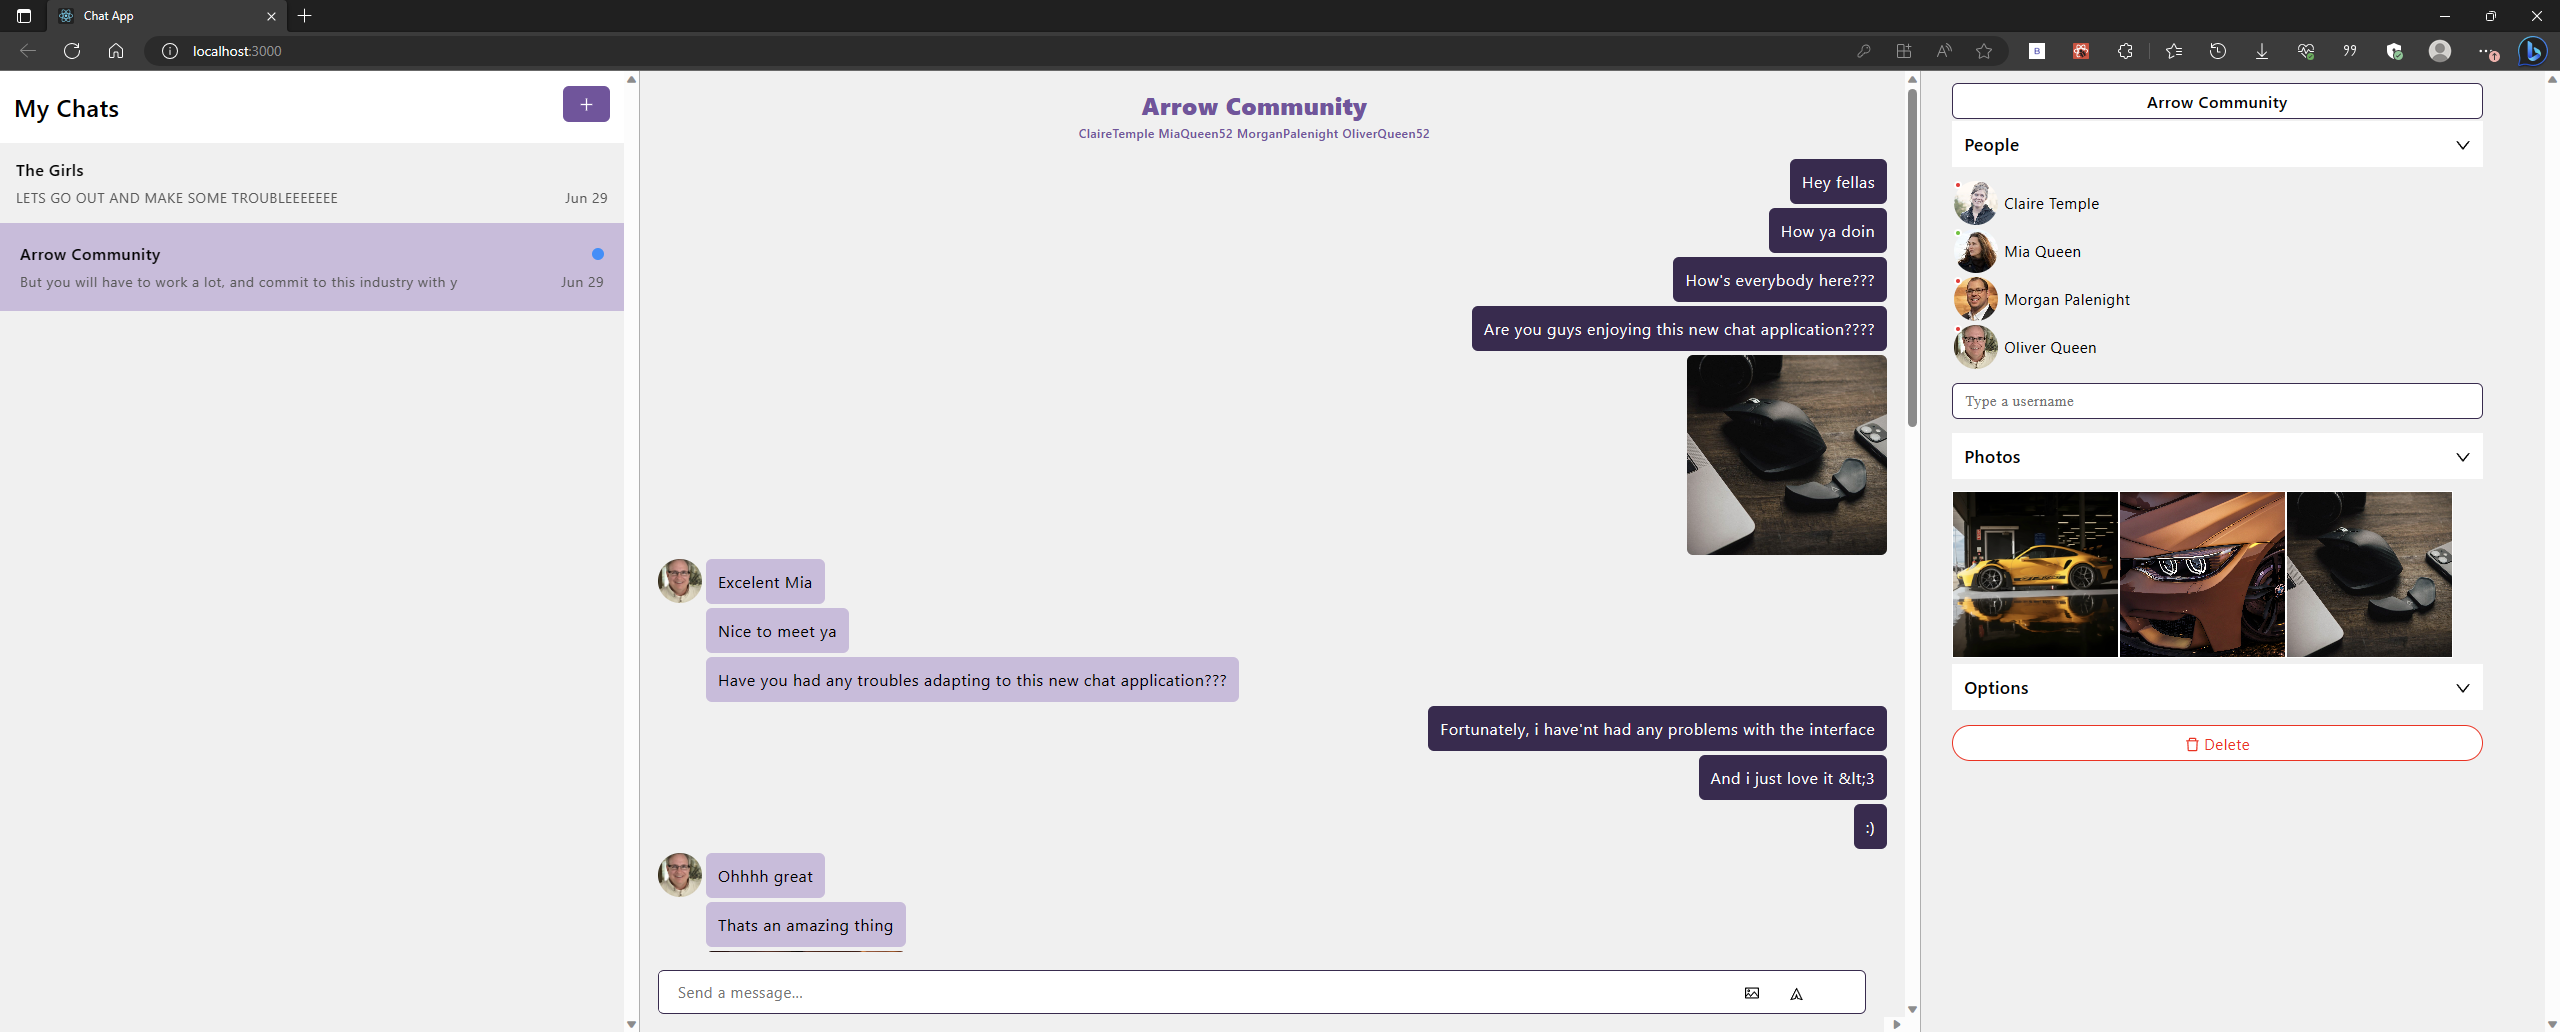 Chat App
localhost:3000
My Chats
+
The Girls
LETS GO OUT AND MAKE SOME TROUBLEEEEEEE
Jun 29
Arrow Community
But you will have to work a lot, and commit to this industry with y
Jun 29
Arrow Community
ClaireTemple MiaQueen52 MorganPalenight OliverQueen52
Hey fellas
How ya doin
How's everybody here???
Are you guys enjoying this new chat application????
Excelent Mia
Nice to meet ya
Have you had any troubles adapting to this new chat application???
Fortunately, i have'nt had any problems with the interface
And i just love it &lt;3
:)
Ohhhh great
Thats an amazing thing
Send a message...
Arrow Community
People
Claire Temple
Mia Queen
Morgan Palenight
Oliver Queen
Type a username
Photos
Options
Delete